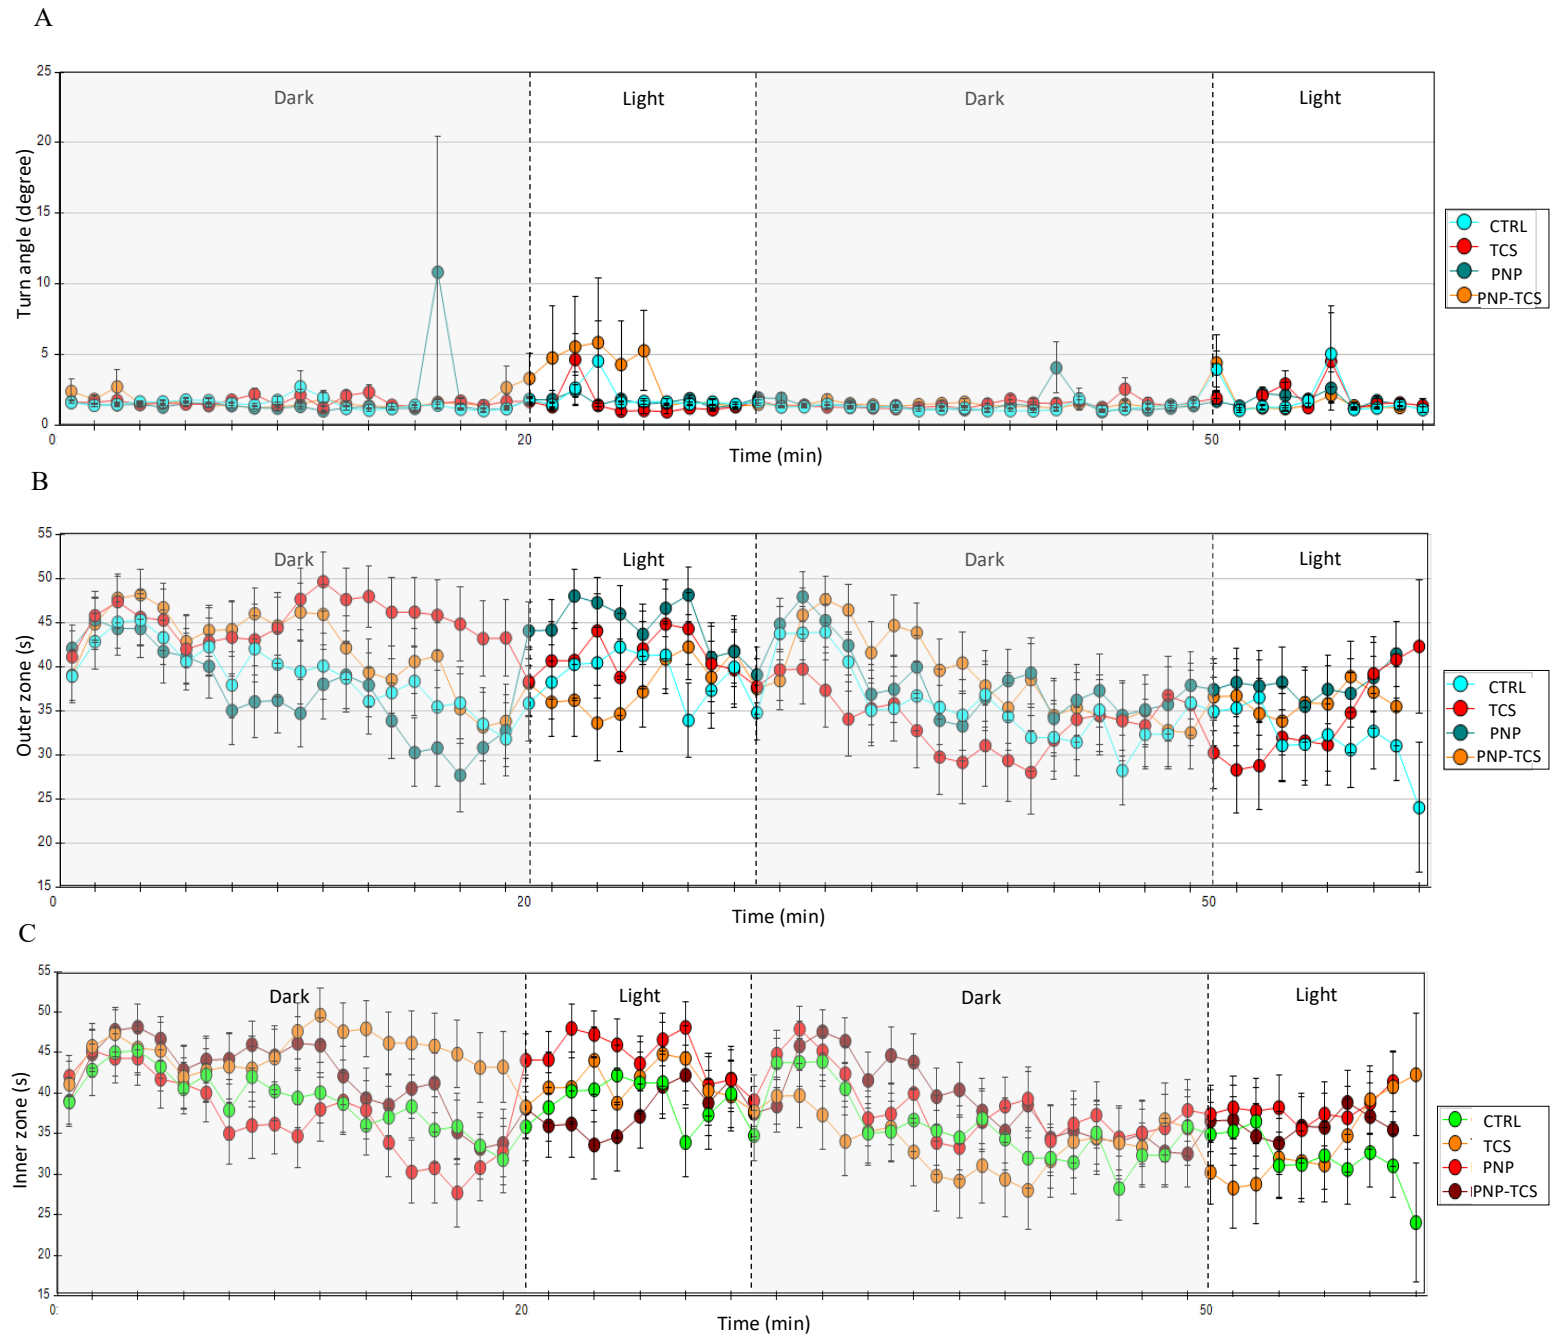 A
25
20
15
10
5
0
Turn angle (degree)
Dark
Light
Dark
Light
0
20
50
Time (min)
CTRL
TCS
PNP
PNP-TCS
B
55
50
45
40
35
30
25
20
15
Outer zone (s)
Dark
Light
Dark
Light
0
20
50
Time (min)
CTRL
TCS
PNP
PNP-TCS
C
55
50
45
40
35
30
25
20
15
Inner zone (s)
Dark
Light
Dark
Light
0:
20
50
Time (min)
CTRL
TCS
PNP
PNP-TCS